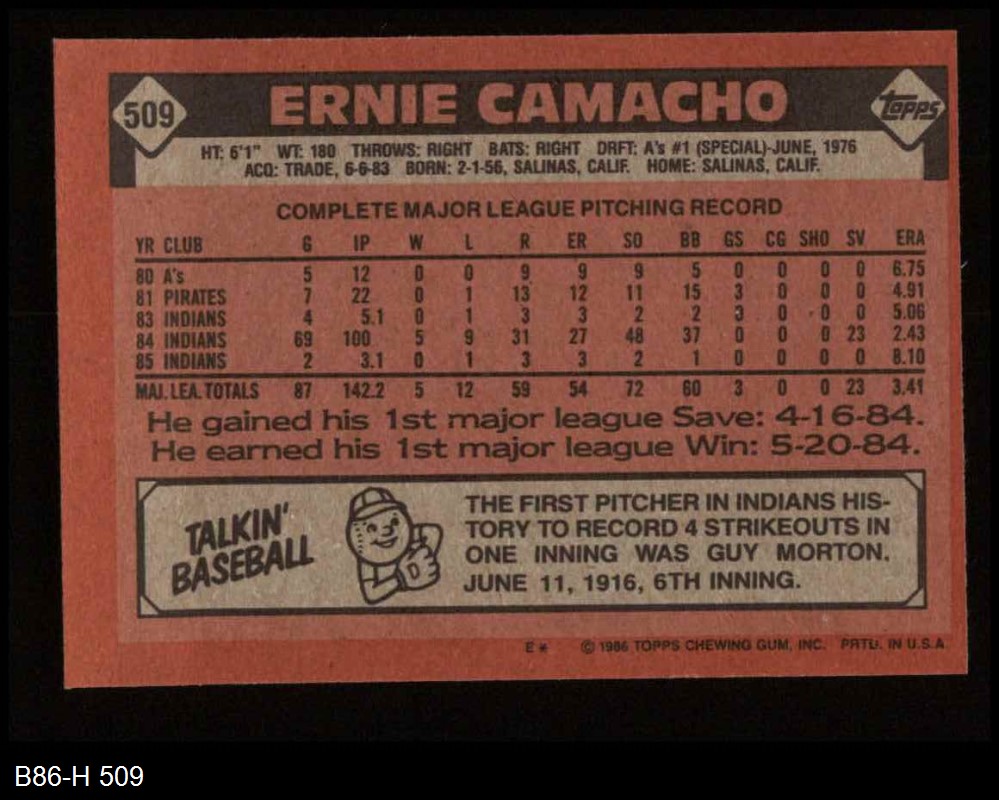 509
ERNIE CAMACHO
TOPPS
HT: 6'1" WT: 180 THROWS: RIGHT BATS: RIGHT DRFT: A's #1 (SPECIAL)-JUNE, 1976
ACQ: TRADE, 6-6-83 BORN: 2-1-56, SALINAS, CALIF. HOME: SALINAS, CALIF.
COMPLETE MAJOR LEAGUE PITCHING RECORD
YR CLUB G IP W L R ER SO BB GS CG SHO SV ERA
80 A's 5 12 0 0 9 9 9 5 0 0 0 0 6.75
81 PIRATES 7 22 0 1 13 12 11 15 3 0 0 0 4.91
83 INDIANS 4 5.1 0 1 3 3 2 2 0 0 0 0 5.06
84 INDIANS 69 100 5 9 31 27 48 37 0 0 0 23 2.43
85 INDIANS 2 3.1 0 1 3 3 2 1 0 0 0 0 8.10
MAJ. LEA. TOTALS 87 142.2 5 12 59 54 72 60 3 0 0 23 3.41
He gained his 1st major league Save: 4-16-84.
He earned his 1st major league Win: 5-20-84.
TALKIN'
BASEBALL
THE FIRST PITCHER IN INDIANS HIS-
TORY TO RECORD 4 STRIKEOUTS IN
ONE INNING WAS GUY MORTON.
JUNE 11, 1916, 6TH INNING.
E* © 1986 TOPPS CHEWING GUM, INC. PRTD. IN U.S.A.
B86-H 509